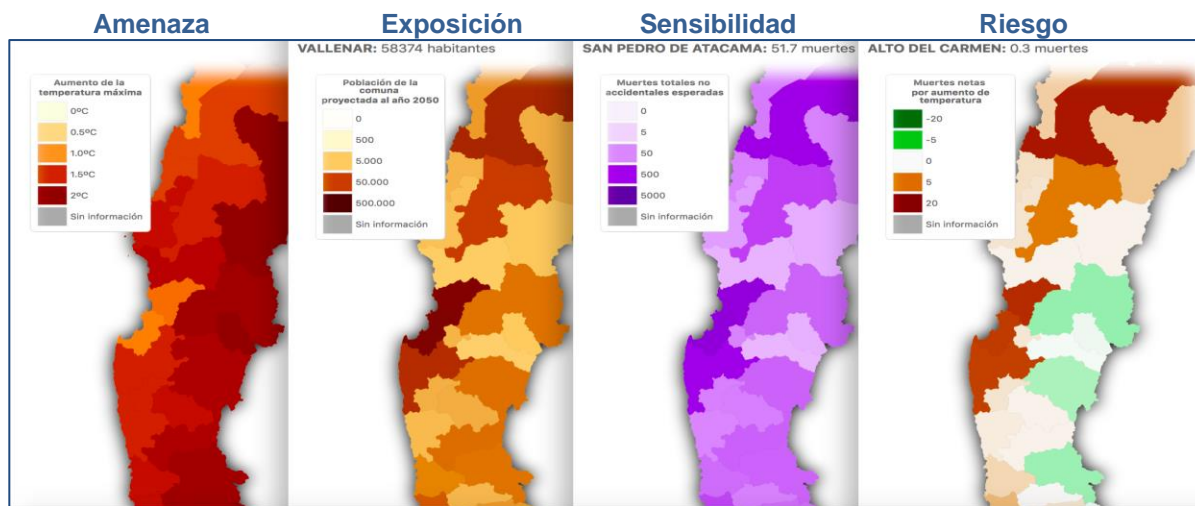 Amenaza
Exposición
Sensibilidad
Riesgo
VALLENAR: 58374 habitantes
SAN PEDRO DE ATACAMA: 51.7 muertes
ALTO DEL CARMEN: 0.3 muertes
Aumento de la
temperatura máxima
0ºC
0.5ºC
1.0ºC
1.5ºC
2ºC
Sin información
Población de la
comuna
proyectada al año 2050
0
500
5.000
50.000
500.000
Sin información
Muertes totales no
accidentales esperadas
0
5
50
500
5000
Sin información
Muertes netas
por aumento de
temperatura
-20
-5
0
5
20
Sin información